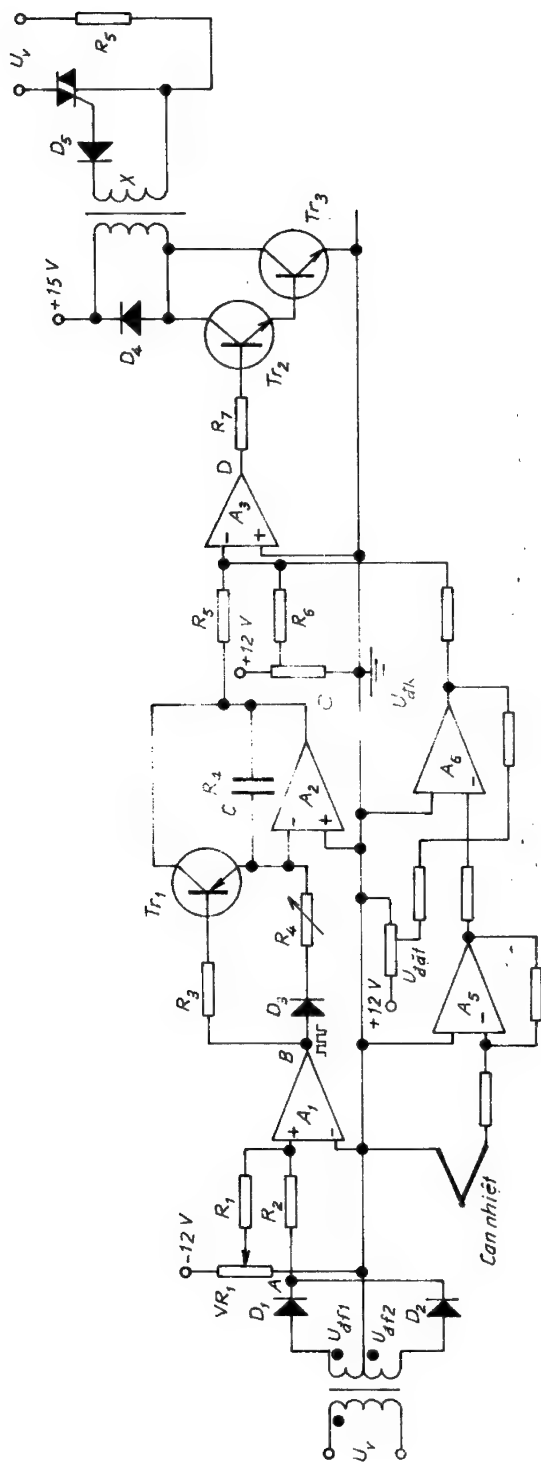 U_v
U_đf1
U_đf2
D_1
D_2
A
-12 V
VR_1
R_1
R_2
+
-
A_1
B
D_3
R_3
R_4
Tr_1
C
-
+
A_2
R_5
+12 V
R_6
-
+
A_3
D
R_7
Tr_2
Tr_3
D_4
+15 V
X
D_5
U_v
R_5
Can nhiệt
-
A_5
+12 V
U_đặt
-
A_6
U_đk